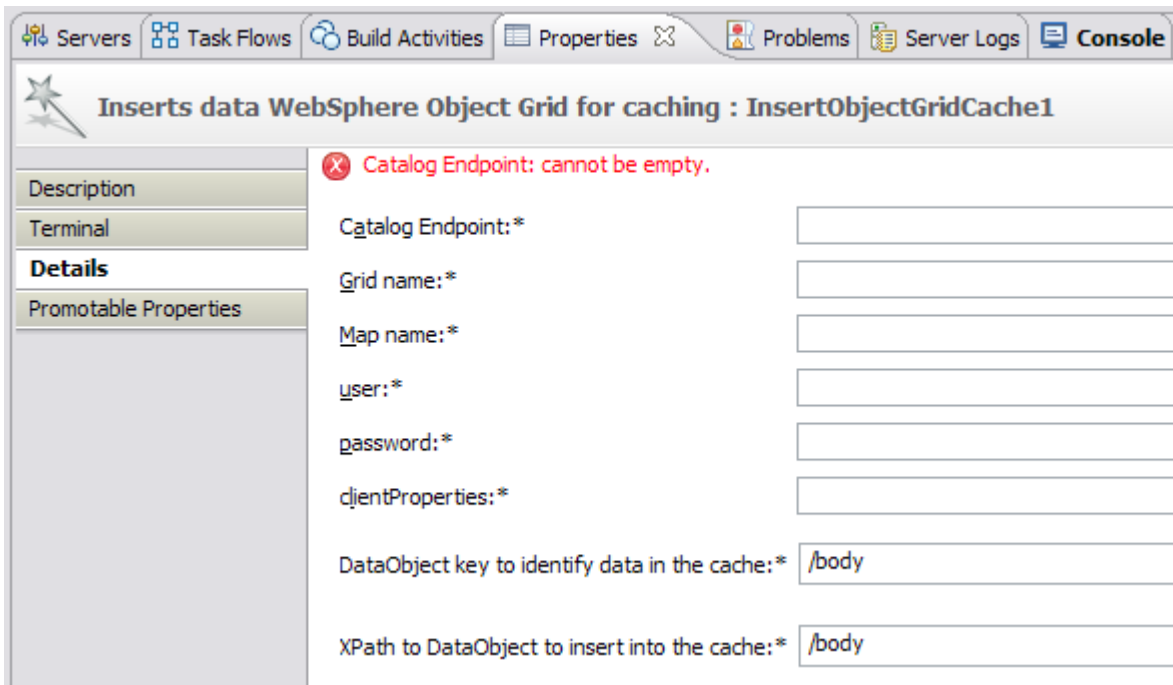 Servers Task Flows Build Activities Properties Problems Server Logs Console
Inserts data WebSphere Object Grid for caching : InsertObjectGridCache1
Catalog Endpoint: cannot be empty.
Description
Terminal
Details
Promotable Properties
Catalog Endpoint:*
Grid name:*
Map name:*
user:*
password:*
clientProperties:*
DataObject key to identify data in the cache:* /body
XPath to DataObject to insert into the cache:* /body